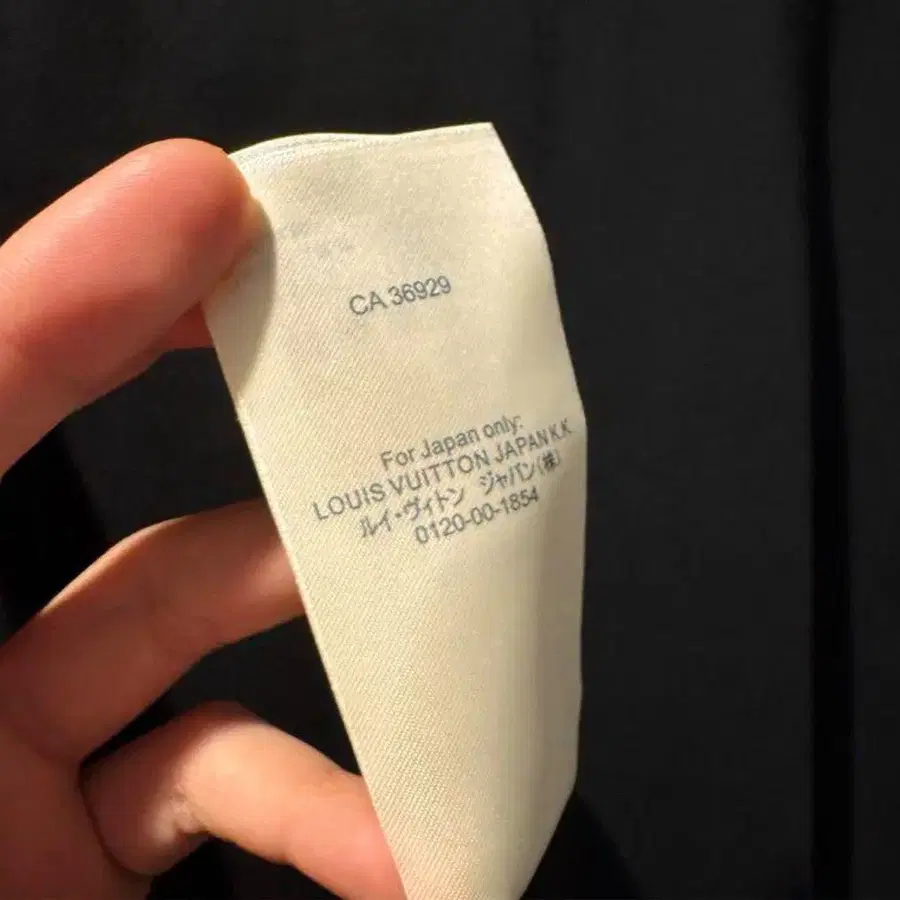 CA 36929
For Japan only:
LOUIS VUITTON JAPAN K.K
ルイ・ヴィトン ジャパン(株)
0120-00-1854